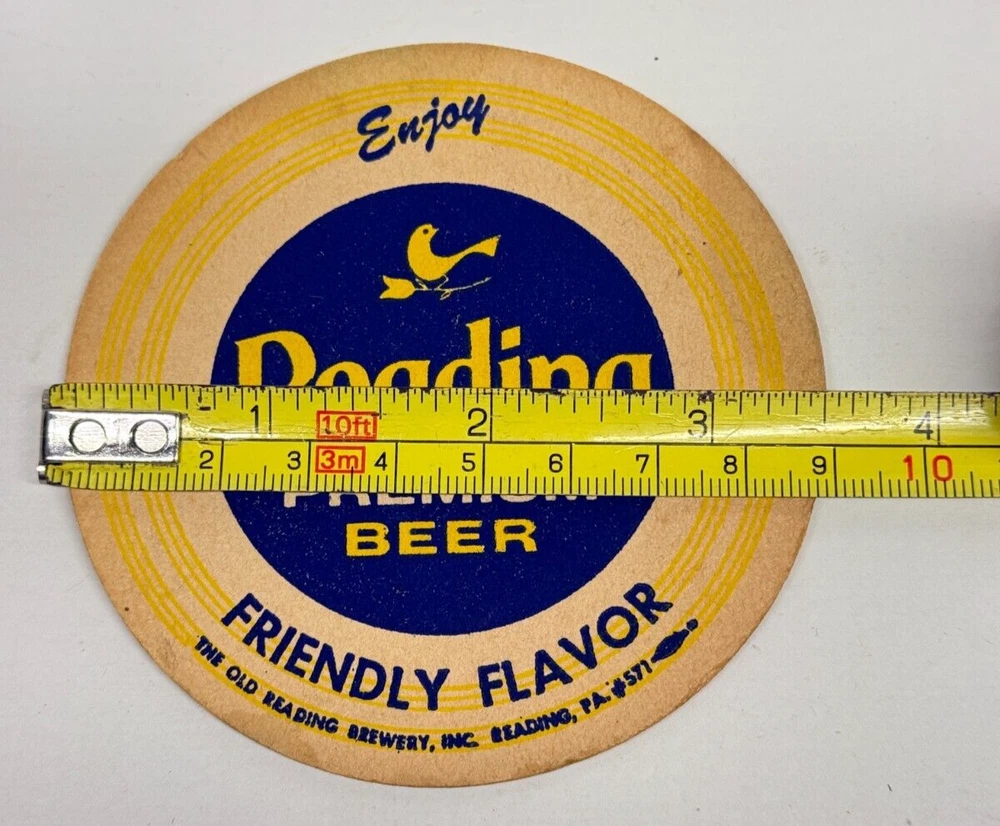 Enjoy
Reading
1 10ft 2 3 4
2 3 3m 4 5 6 7 8 9 10
PREMIUM
BEER
FRIENDLY FLAVOR
THE OLD READING BREWERY, INC. READING, PA. #571